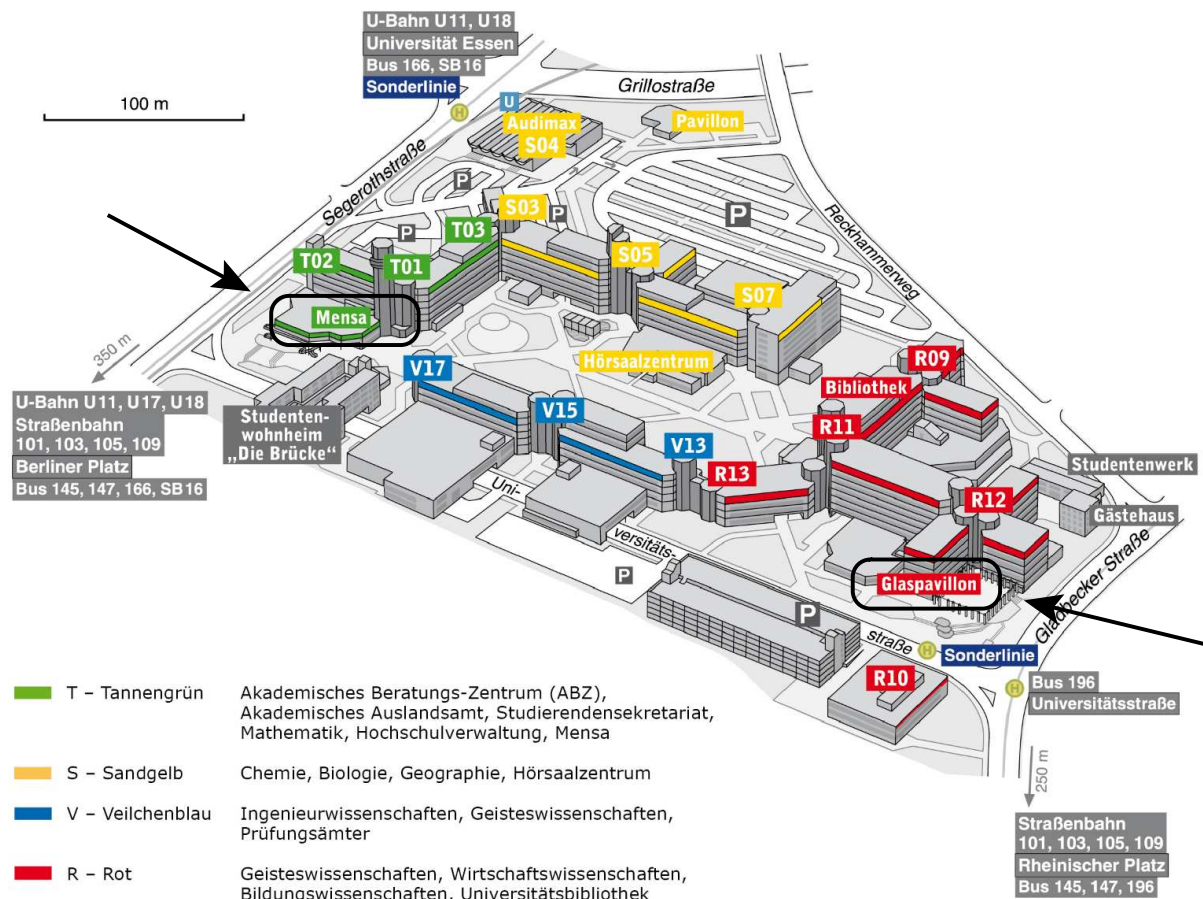 U-Bahn U11, U18
Universität Essen
Bus 166, SB16
Sonderlinie
100 m
Grillostraße
U
H
Audimax
S04
Pavillon
Segerothstraße
P
S03
P
P
P
T03
T02
T01
S05
Reckhammerweg
S07
Mensa
350 m
Hörsaalzentrum
V17
R09
Bibliothek
U-Bahn U11, U17, U18
Straßenbahn
101, 103, 105, 109
Berliner Platz
Bus 145, 147, 166, SB16
Studenten-
wohnheim
„Die Brücke“
V15
R11
V13
R13
Studentenwerk
Uni-
R12
Gästehaus
versitäts-
P
Glaspavillon
Gladbecker Straße
P
straße
H
Sonderlinie
R10
H
Bus 196
Universitätsstraße
250 m
Straßenbahn
101, 103, 105, 109
Rheinischer Platz
Bus 145, 147, 196
T – Tannengrün
Akademisches Beratungs-Zentrum (ABZ),
Akademisches Auslandsamt, Studierendensekretariat,
Mathematik, Hochschulverwaltung, Mensa
S – Sandgelb
Chemie, Biologie, Geographie, Hörsaalzentrum
V – Veilchenblau
Ingenieurwissenschaften, Geisteswissenschaften,
Prüfungsämter
R – Rot
Geisteswissenschaften, Wirtschaftswissenschaften,
Bildungswissenschaften, Universitätsbibliothek